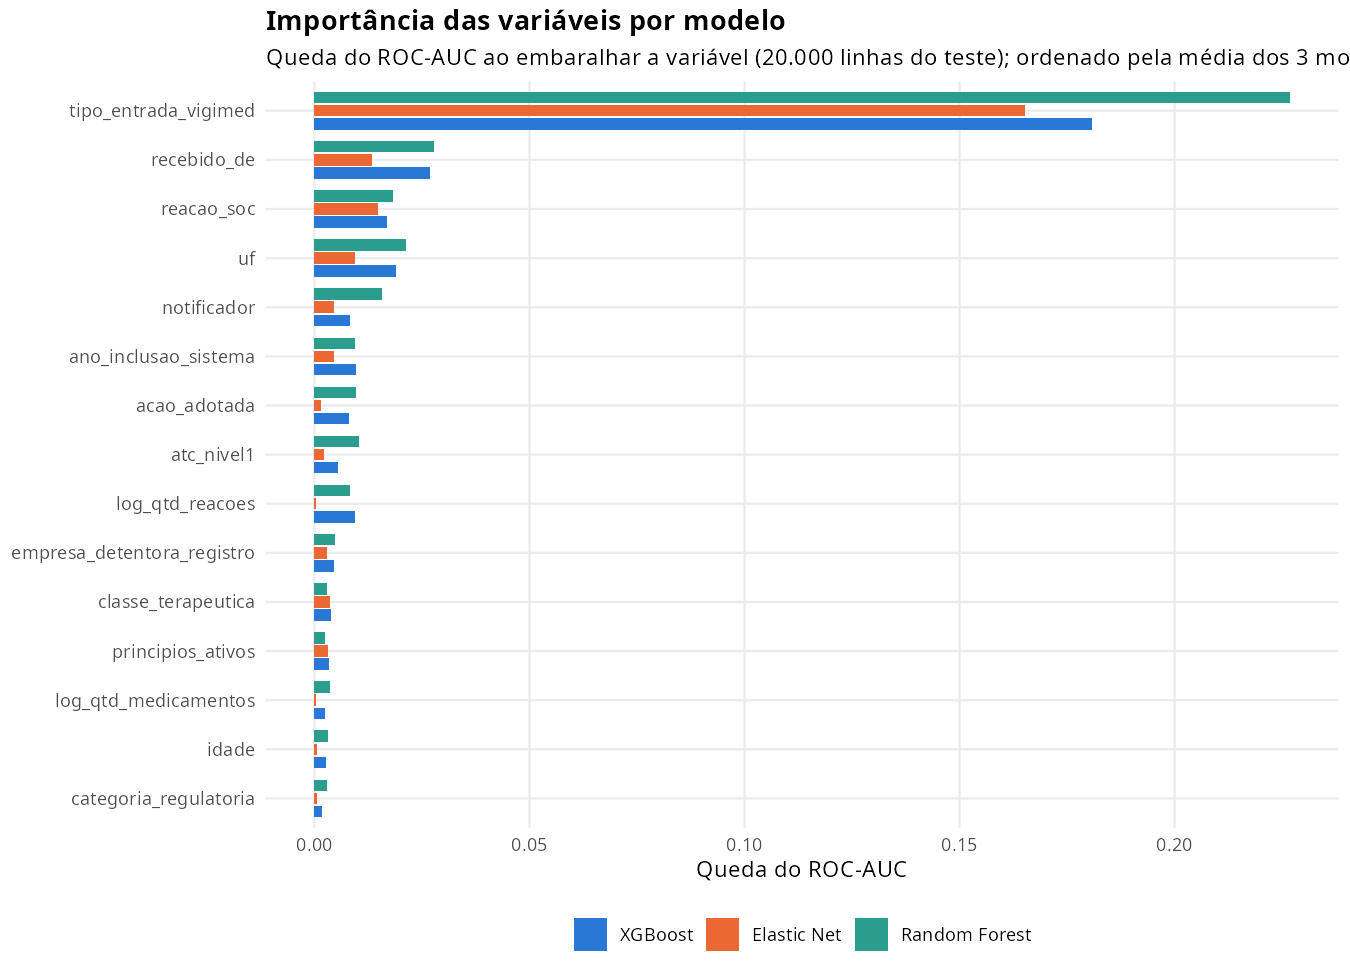 Importância das variáveis por modelo
Queda do ROC-AUC ao embaralhar a variável (20.000 linhas do teste); ordenado pela média dos 3 mo
tipo_entrada_vigimed
recebido_de
reacao_soc
uf
notificador
ano_inclusao_sistema
acao_adotada
atc_nivel1
log_qtd_reacoes
empresa_detentora_registro
classe_terapeutica
principios_ativos
log_qtd_medicamentos
idade
categoria_regulatoria
0.00 0.05 0.10 0.15 0.20
Queda do ROC-AUC
XGBoost Elastic Net Random Forest